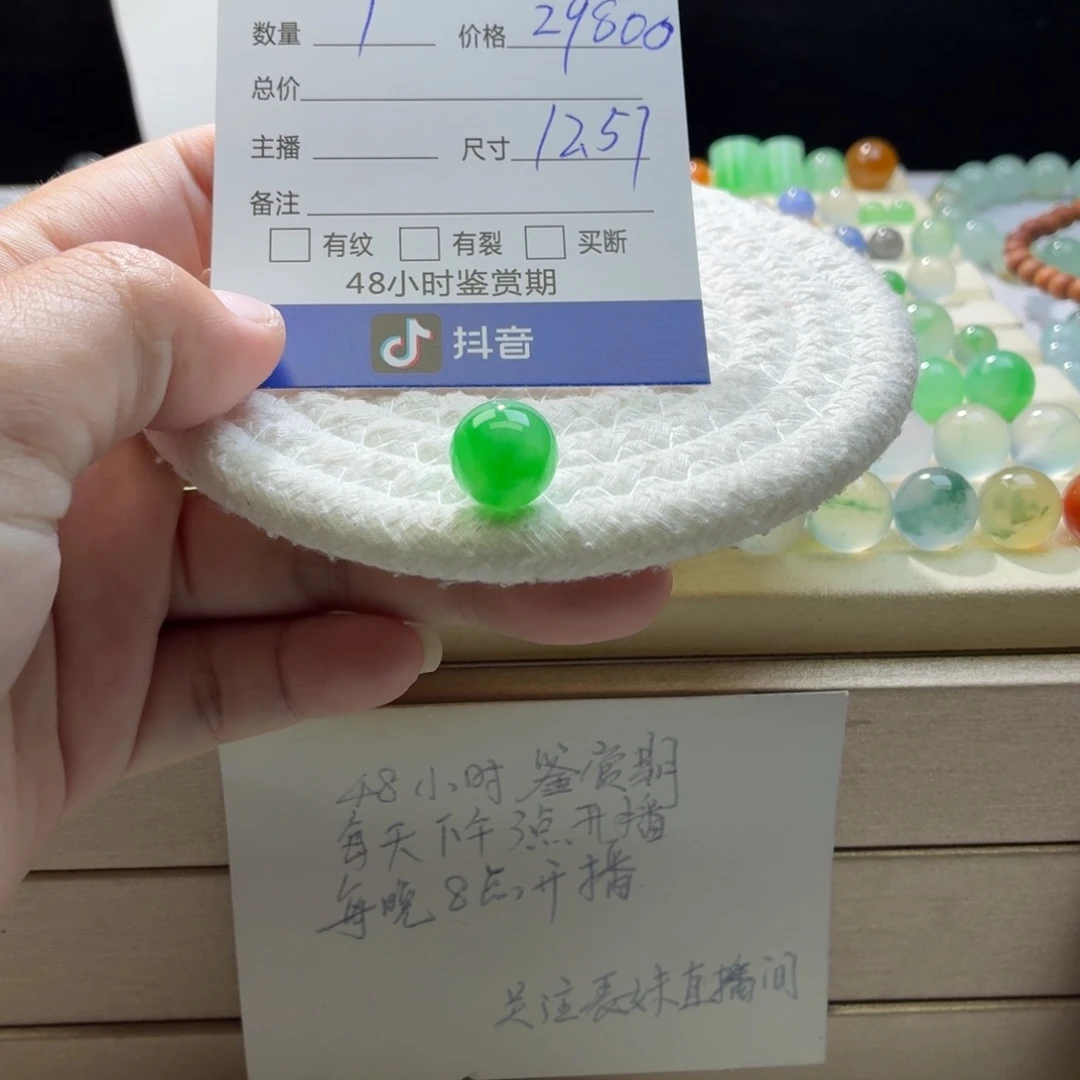 数量 1 价格 29800
总价
主播 尺寸 12.57
备注
有纹 有裂 买断
48小时鉴赏期
抖音
48小时鉴赏期
每天下午3点开播
每晚8点开播
关注表妹直播间